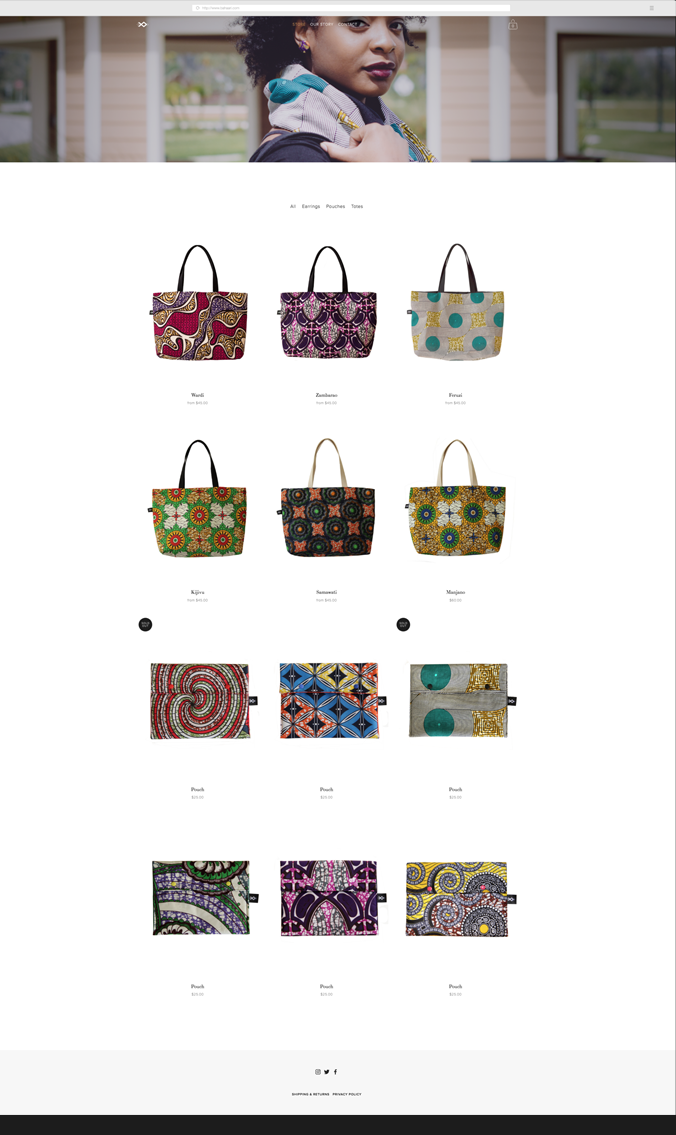 STORE OUR STORY CONTACT
All Earrings Pouches Totes
Wardi
from $40.00
Zambarao
from $40.00
Feruzi
from $40.00
Kijiva
from $40.00
Samawati
from $40.00
Manjano
$60.00
SOLD OUT
SOLD OUT
Pouch
$25.00
Pouch
$25.00
Pouch
$25.00
Pouch
$25.00
Pouch
$25.00
Pouch
$25.00
SHIPPING & RETURNS PRIVACY POLICY